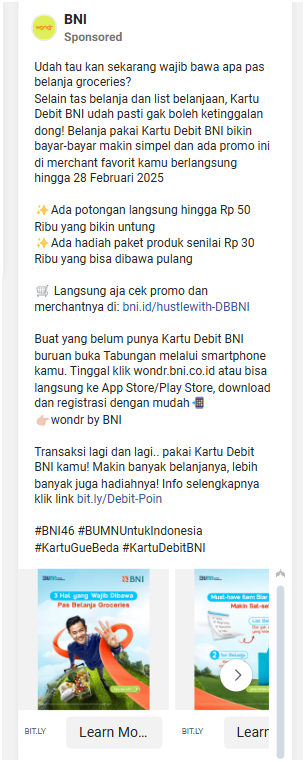 BNI
Sponsored
Udah tau kan sekarang wajib bawa apa pas
belanja groceries?
Selain tas belanja dan list belanjaan, Kartu
Debit BNI udah pasti gak boleh ketinggalan
dong! Belanja pakai Kartu Debit BNI bikin
bayar-bayar makin simpel dan ada promo ini
di merchant favorit kamu berlangsung
hingga 28 Februari 2025
✨Ada potongan langsung hingga Rp 50
Ribu yang bikin untung
✨Ada hadiah paket produk senilai Rp 30
Ribu yang bisa dibawa pulang
🛒 Langsung aja cek promo dan
merchantnya di: bni.id/hustlewith-DBBNI
Buat yang belum punya Kartu Debit BNI
buruan buka Tabungan melalui smartphone
kamu. Tinggal klik wondr.bni.co.id atau bisa
langsung ke App Store/Play Store, download
dan registrasi dengan mudah📲
👉🏻wondr by BNI
Transaksi lagi dan lagi.. pakai Kartu Debit
BNI kamu! Makin banyak belanjanya, lebih
banyak juga hadiahnya! Info selengkapnya
klik link bit.ly/Debit-Poin
#BNI46 #BUMNUntukIndonesia
#KartuGueBeda #KartuDebitBNI
BNI
3 Hal yang Wajib Dibawa
Pas Belanja Groceries
Must-have Item Biar
Makin Sat-se
List Be
2
Tas Belanja
BIT.LY
Learn Mo...
BIT.LY
Learn